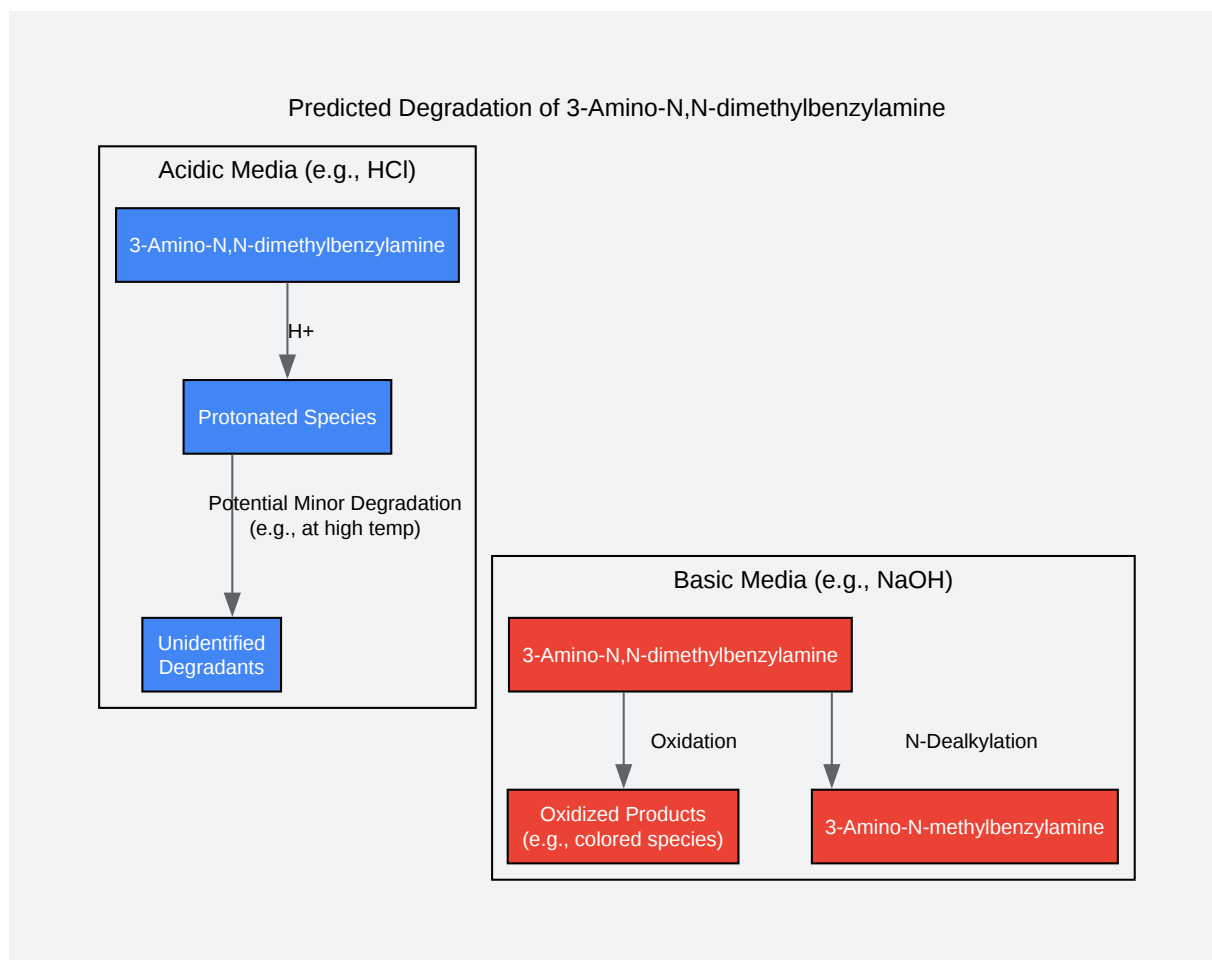 Predicted Degradation of 3-Amino-N,N-dimethylbenzylamine
Acidic Media (e.g., HCl)
3-Amino-N,N-dimethylbenzylamine
H+
Protonated Species
Potential Minor Degradation
(e.g., at high temp)
Unidentified
Degradants
Basic Media (e.g., NaOH)
3-Amino-N,N-dimethylbenzylamine
Oxidation
N-Dealkylation
Oxidized Products
(e.g., colored species)
3-Amino-N-methylbenzylamine